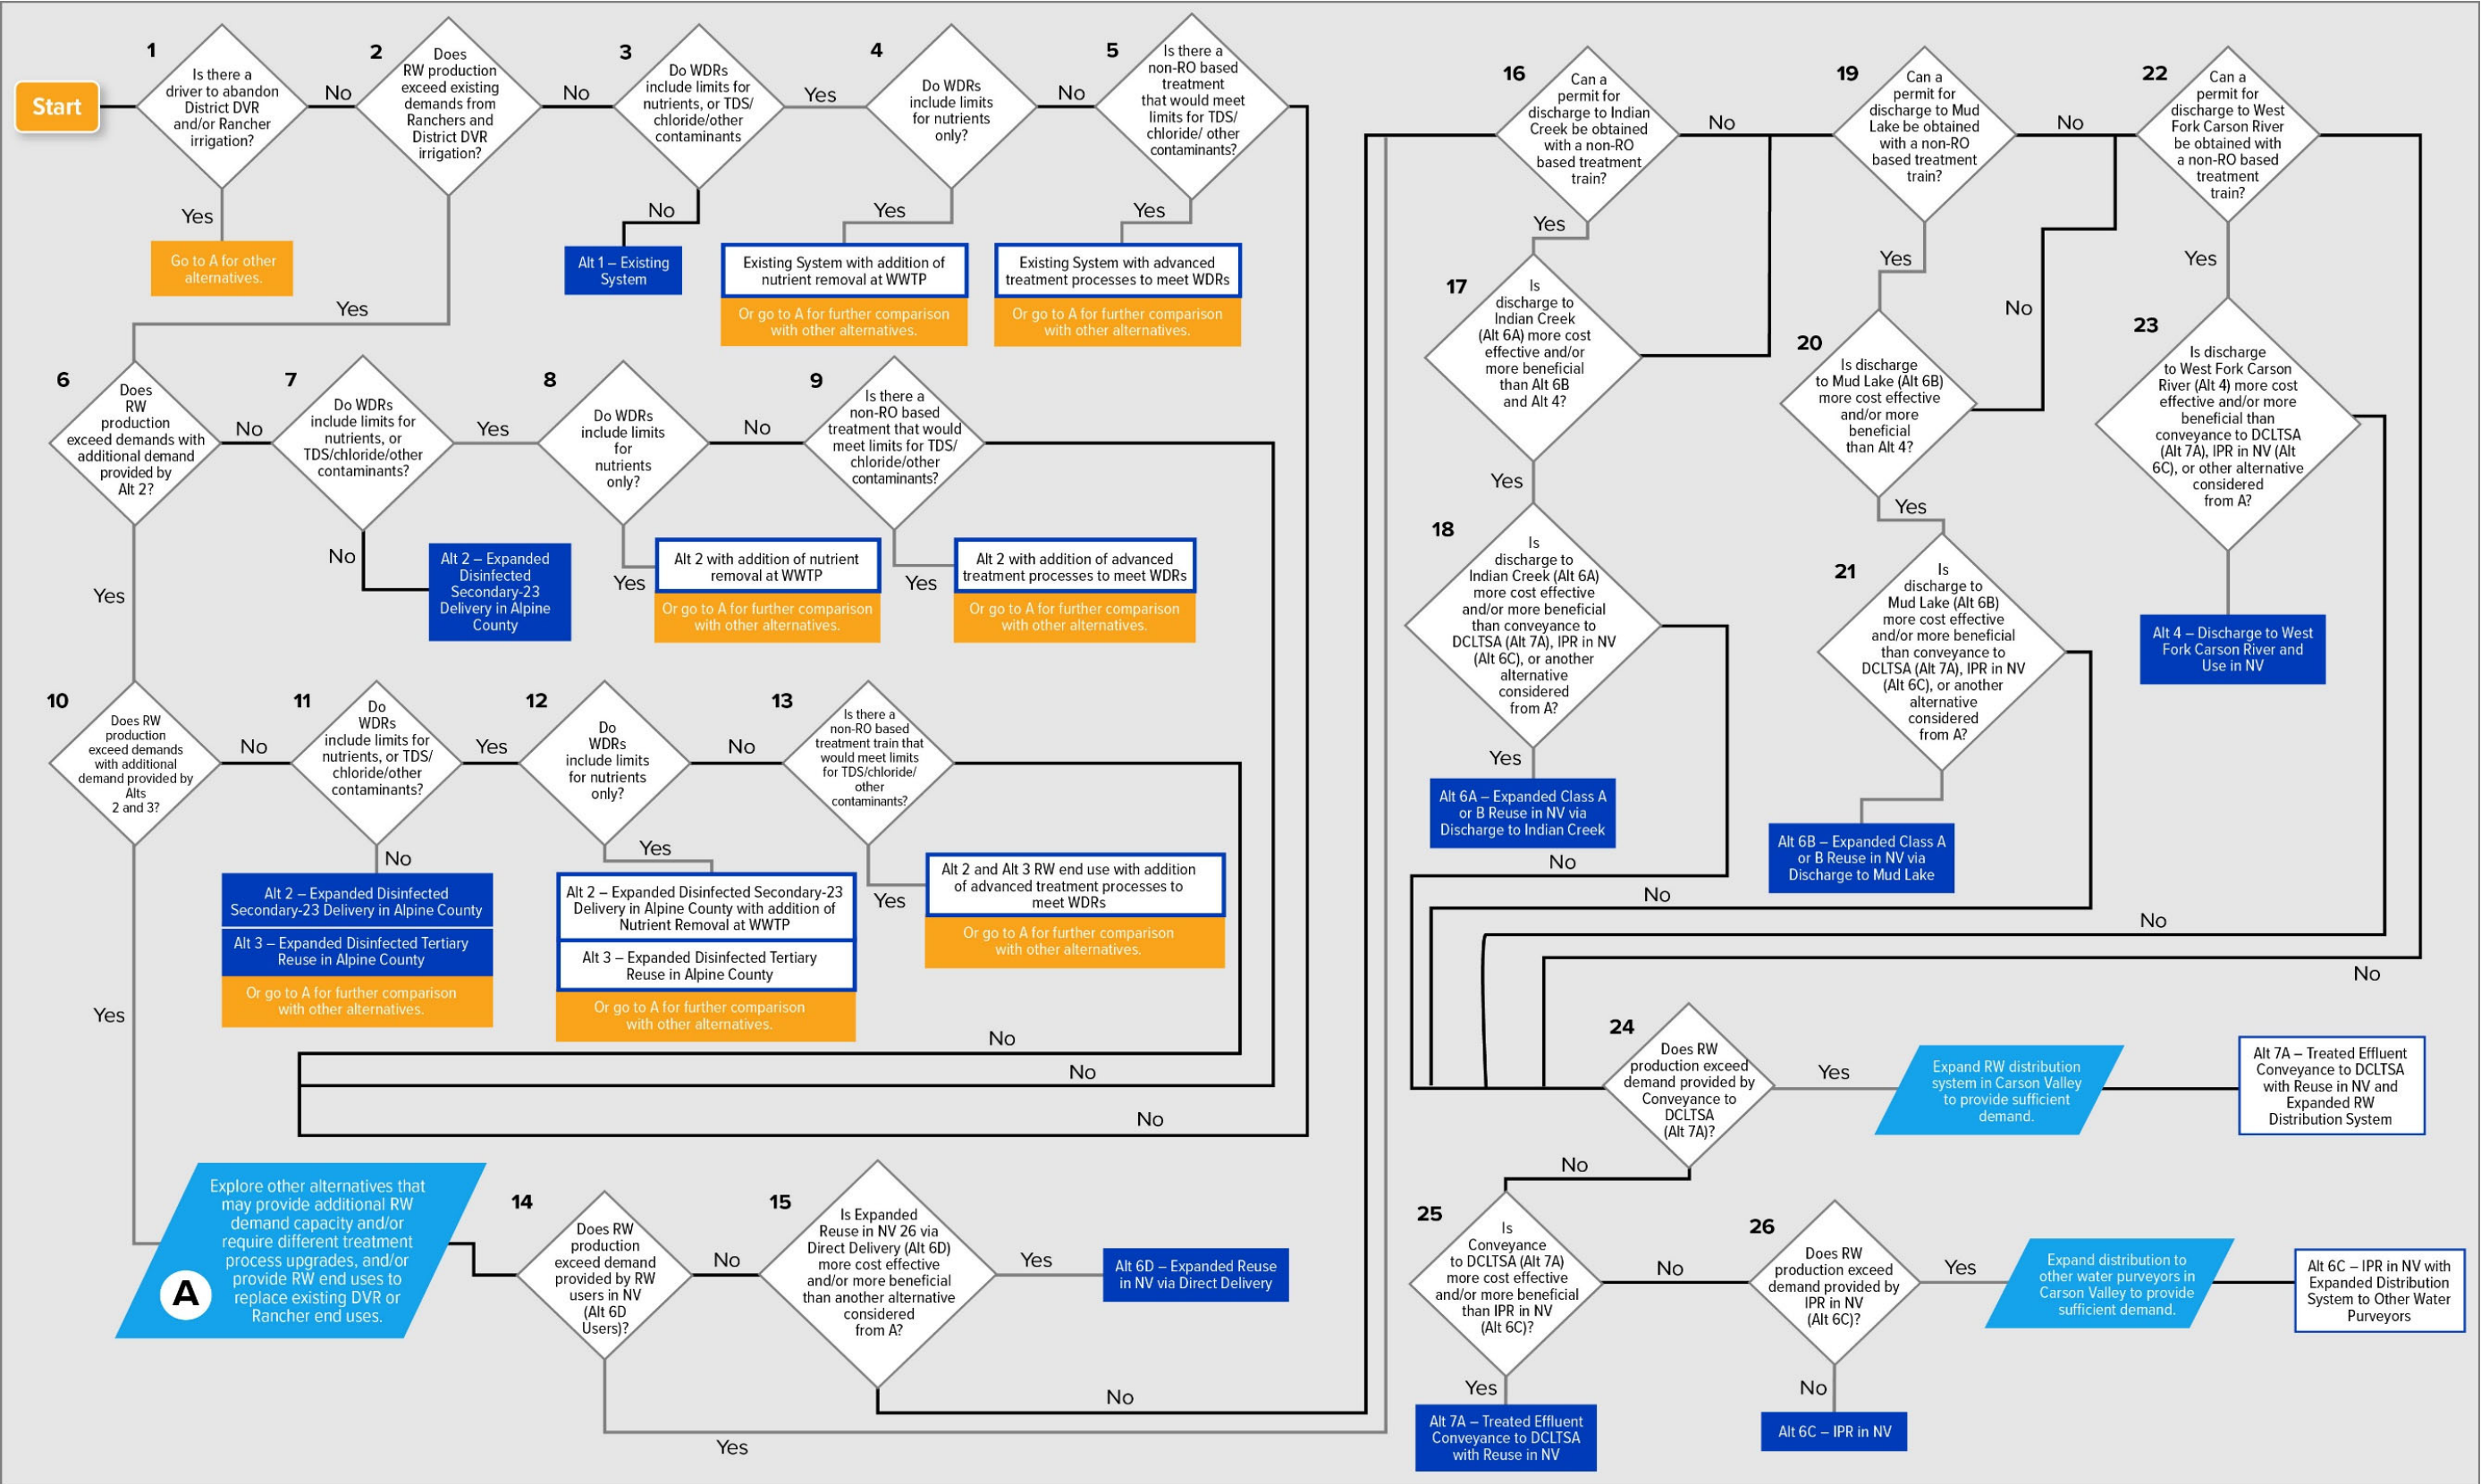 1
Is there a
driver to abandon
District DVR
and/or Rancher
irrigation?
No
2
Does
RW production
exceed existing
demands from
Ranchers and
District DVR
irrigation?
No
3
Do WDRs
include limits for
nutrients, or TDS/
chloride/other
contaminants
Yes
4
Do WDRs
include limits
for nutrients
only?
No
5
Is there a
non-RO based
treatment
that would meet
limits for TDS/
chloride/ other
contaminants?
Start
Yes
Go to A for other
alternatives.
Yes
No
Alt 1 – Existing
System
Yes
Existing System with addition of
nutrient removal at WWTP
Or go to A for further comparison
with other alternatives.
Yes
Existing System with advanced
treatment processes to meet WDRs
Or go to A for further comparison
with other alternatives.
6
Does
RW
production
exceed demands with
additional demand
provided by
Alt 2?
No
7
Do WDRs
include limits for
nutrients, or
TDS/chloride/other
contaminants?
Yes
8
Do WDRs
include limits
for
nutrients
only?
No
9
Is there a
non-RO based
treatment that would
meet limits for TDS/
chloride/other
contaminants?
Yes
No
Alt 2 – Expanded
Disinfected
Secondary-23
Delivery in Alpine
County
Yes
Alt 2 with addition of nutrient
removal at WWTP
Or go to A for further comparison
with other alternatives.
Yes
Alt 2 with addition of advanced
treatment processes to meet WDRs
Or go to A for further comparison
with other alternatives.
10
Does RW
production
exceed demands
with additional
demand provided by
Alts
2 and 3?
No
11
Do
WDRs
include limits for
nutrients, or TDS/
chloride/other
contaminants?
Yes
12
Do
WDRs
include limits
for nutrients
only?
No
13
Is there a
non-RO based
treatment train that
would meet limits
for TDS/chloride/
other
contaminants?
Yes
No
Alt 2 – Expanded Disinfected
Secondary-23 Delivery in Alpine County
Alt 3 – Expanded Disinfected Tertiary
Reuse in Alpine County
Or go to A for further comparison
with other alternatives.
Yes
Alt 2 – Expanded Disinfected Secondary-23
Delivery in Alpine County with addition of
Nutrient Removal at WWTP
Alt 3 – Expanded Disinfected Tertiary
Reuse in Alpine County
Or go to A for further comparison
with other alternatives.
Yes
Alt 2 and Alt 3 RW end use with addition
of advanced treatment processes to
meet WDRs
Or go to A for further comparison
with other alternatives.
No
No
No
A
Explore other alternatives that
may provide additional RW
demand capacity and/or
require different treatment
process upgrades, and/or
provide RW end uses to
replace existing DVR or
Rancher end uses.
14
Does RW
production
exceed demand
provided by RW
users in NV
(Alt 6D
Users)?
No
15
Is Expanded
Reuse in NV 26 via
Direct Delivery (Alt 6D)
more cost effective
and/or more beneficial
than another alternative
considered
from A?
Yes
Alt 6D – Expanded Reuse
in NV via Direct Delivery
No
Yes
16
Can a
permit for
discharge to Indian
Creek be obtained
with a non-RO
based treatment
train?
No
19
Can a
permit for
discharge to Mud
Lake be obtained
with a non-RO
based treatment
train?
No
22
Can a
permit for
discharge to West
Fork Carson River
be obtained with
a non-RO based
treatment
train?
Yes
17
Is
discharge to
Indian Creek
(Alt 6A) more cost
effective and/or
more beneficial
than Alt 6B
and Alt 4?
Yes
20
Is discharge
to Mud Lake (Alt 6B)
more cost effective
and/or more
beneficial
than Alt 4?
No
Yes
23
Is discharge
to West Fork Carson
River (Alt 4) more cost
effective and/or more
beneficial than
conveyance to DCLTSA
(Alt 7A), IPR in NV (Alt
6C), or other alternative
considered
from A?
Yes
18
Is
discharge to
Indian Creek (Alt 6A)
more cost effective
and/or more beneficial
than conveyance to
DCLTSA (Alt 7A), IPR in NV
(Alt 6C), or another
alternative
considered
from A?
Yes
21
Is
discharge to
Mud Lake (Alt 6B)
more cost effective
and/or more beneficial
than conveyance to
DCLTSA (Alt 7A), IPR in NV
(Alt 6C), or another
alternative
considered
from A?
Alt 4 – Discharge to West
Fork Carson River and
Use in NV
Yes
Alt 6A – Expanded Class A
or B Reuse in NV via
Discharge to Indian Creek
Alt 6B – Expanded Class A
or B Reuse in NV via
Discharge to Mud Lake
No
No
No
No
24
Does RW
production exceed
demand provided by
Conveyance to
DCLTSA
(Alt 7A)?
Yes
Expand RW distribution
system in Carson Valley
to provide sufficient
demand.
Alt 7A – Treated Effluent
Conveyance to DCLTSA
with Reuse in NV and
Expanded RW
Distribution System
No
25
Is
Conveyance
to DCLTSA (Alt 7A)
more cost effective
and/or more beneficial
than IPR in NV
(Alt 6C)?
No
26
Does RW
production exceed
demand provided by
IPR in NV
(Alt 6C)?
Yes
Expand distribution to
other water purveyors in
Carson Valley to provide
sufficient demand.
Alt 6C – IPR in NV with
Expanded Distribution
System to Other Water
Purveyors
Yes
Alt 7A – Treated Effluent
Conveyance to DCLTSA
with Reuse in NV
No
Alt 6C – IPR in NV